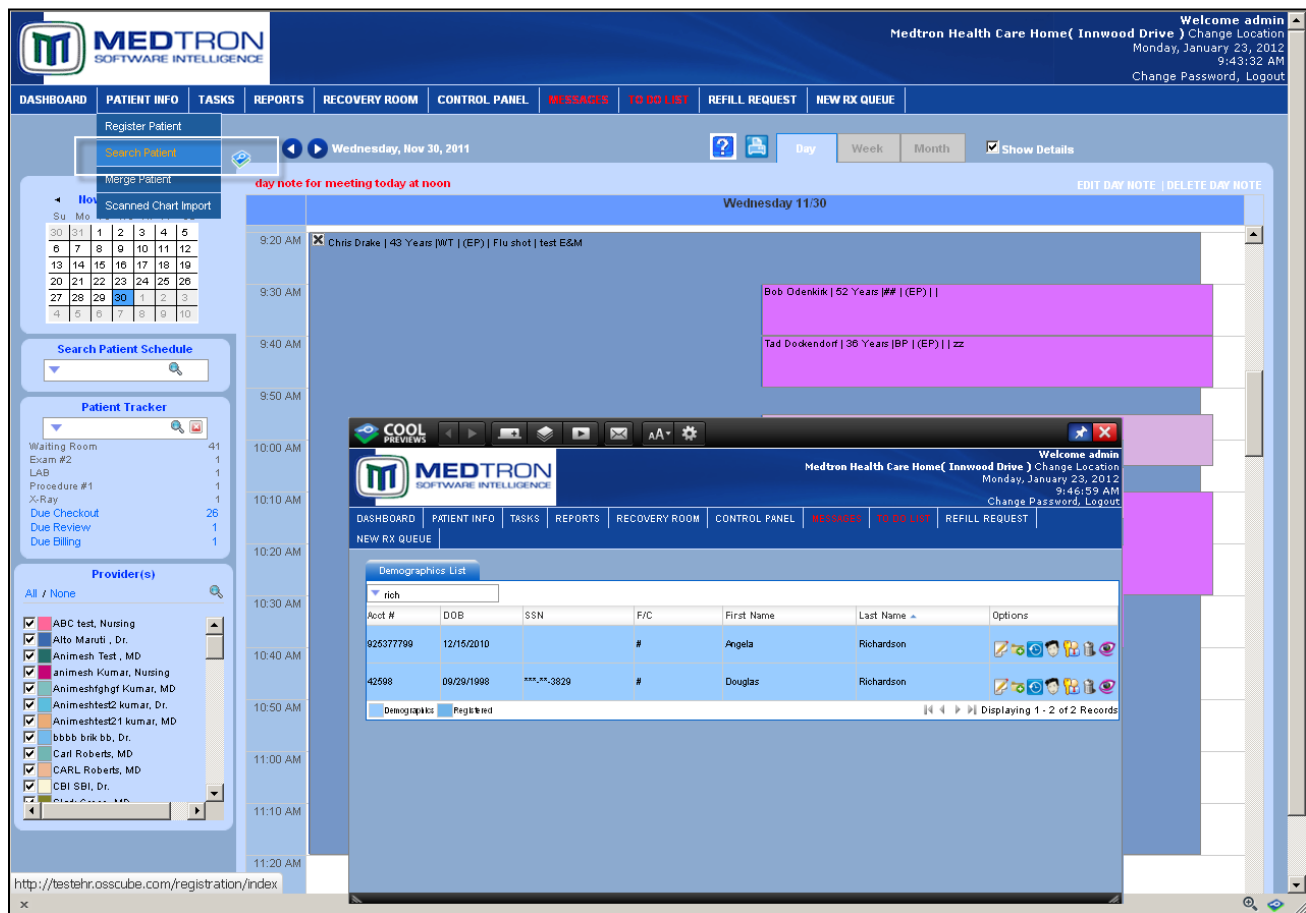 MEDTRON
SOFTWARE INTELLIGENCE
Welcome admin
Medtron Health Care Home( Innwood Drive ) Change Location
Monday, January 23, 2012
9:43:32 AM
Change Password, Logout
DASHBOARD PATIENT INFO TASKS REPORTS RECOVERY ROOM CONTROL PANEL MESSAGES TO DO LIST REFILL REQUEST NEW RX QUEUE
Register Patient
Search Patient
Merge Patient
Scanned Chart Import
Wednesday, Nov 30, 2011
Day Week Month Show Details
day note for meeting today at noon
EDIT DAY NOTE | DELETE DAY NOTE
Wednesday 11/30
Nov
Su Mo
30 31 1 2 3 4 5
6 7 8 9 10 11 12
13 14 15 16 17 18 19
20 21 22 23 24 25 26
27 28 29 30 1 2 3
4 5 6 7 8 9 10
Search Patient Schedule
Patient Tracker
Waiting Room 41
Exam #2 1
LAB 1
Procedure #1 1
X-Ray 1
Due Checkout 26
Due Review 1
Due Billing 1
Provider(s)
All / None
ABC test, Nursing
Alto Maruti , Dr.
Animesh Test , MD
animesh Kumar, Nursing
Animeshfghgf Kumar, MD
Animeshtest2 kumar, Dr.
Animeshtest21 kumar, MD
bbbb brik bb, Dr.
Carl Roberts, MD
CARL Roberts, MD
CBI SBI, Dr.
9:20 AM
Chris Drake | 43 Years |WT | (EP) | Flu shot | test E&M
9:30 AM
Bob Odenkirk | 52 Years |## | (EP) | |
9:40 AM
Tad Dockendorf | 36 Years |BP | (EP) | | zz
9:50 AM
10:00 AM
10:10 AM
10:20 AM
10:30 AM
10:40 AM
10:50 AM
11:00 AM
11:10 AM
11:20 AM
COOL
PREVIEWS
AA
MEDTRON
SOFTWARE INTELLIGENCE
Welcome admin
Medtron Health Care Home( Innwood Drive ) Change Location
Monday, January 23, 2012
9:46:59 AM
Change Password, Logout
DASHBOARD PATIENT INFO TASKS REPORTS RECOVERY ROOM CONTROL PANEL MESSAGES TO DO LIST REFILL REQUEST
NEW RX QUEUE
Demographics List
rich
Acct # DOB SSN F/C First Name Last Name Options
925377799 12/15/2010 # Angela Richardson
42598 09/29/1998 ***-**-3829 # Douglas Richardson
Demographics Registered
Displaying 1 - 2 of 2 Records
http://testehr.osscube.com/registration/index